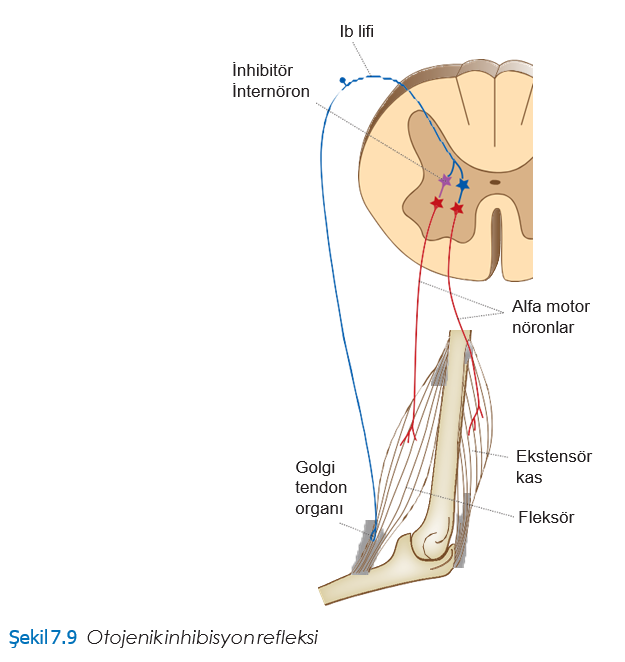 Ib lifi
İnhibitör
İnternöron
Alfa motor
nöronlar
Ekstensör
kas
Golgi
tendon
organı
Fleksör
Şekil 7.9 Otojenik inhibisyon refleksi